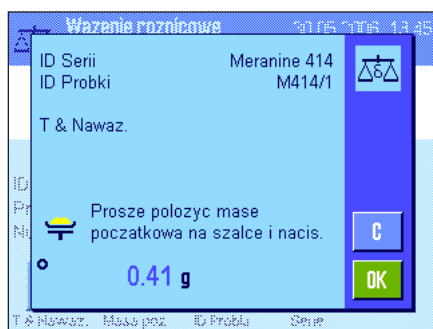 Wazenie roznicowe 30.05.2006 13:45
ID Serii Meranine 414
ID Probki M414/1
T & Nawaz.
Prosze polozyc mase
poczatkowa na szalce i nacis.
C
0.41 g
OK
T & Nawaz. Masa poz. ID Probki Serie